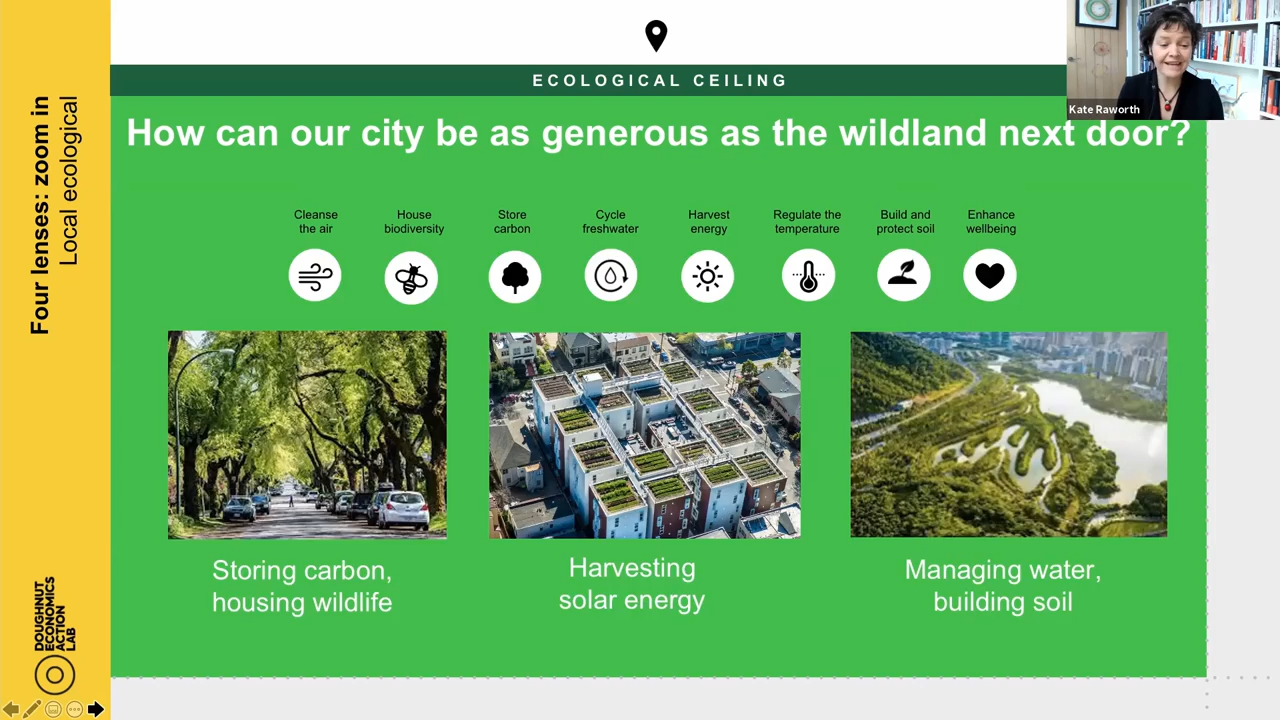 ECOLOGICAL CEILING
Kate Raworth
How can our city be as generous as the wildland next door?
Four lenses: zoom in
Local ecological
Cleanse
the air
House
biodiversity
Store
carbon
Cycle
freshwater
Harvest
energy
Regulate the
temperature
Build and
protect soil
Enhance
wellbeing
Storing carbon,
housing wildlife
Harvesting
solar energy
Managing water,
building soil
DOUGHNUT
ECONOMICS
ACTION
LAB